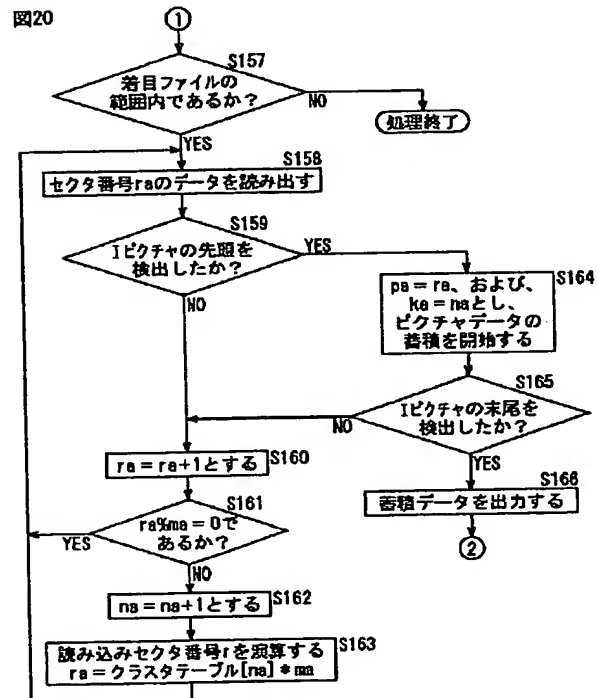 図20
1
S157
着目ファイルの
範囲内であるか？
NO
処理終了
YES
S158
セクタ番号raのデータを読み出す
S159
Iピクチャの先頭を
検出したか？
YES
NO
S164
pa＝ra、および、
ka＝naとし、
ピクチャデータの
蓄積を開始する
S165
Iピクチャの末尾を
検出したか？
NO
YES
S166
蓄積データを出力する
2
ra＝ra+1とする
S160
S161
ra%ma＝0で
あるか？
YES
NO
na＝na+1とする
S162
S163
読み込みセクタ番号rを演算する
ra＝クラスタテーブル[na]*ma